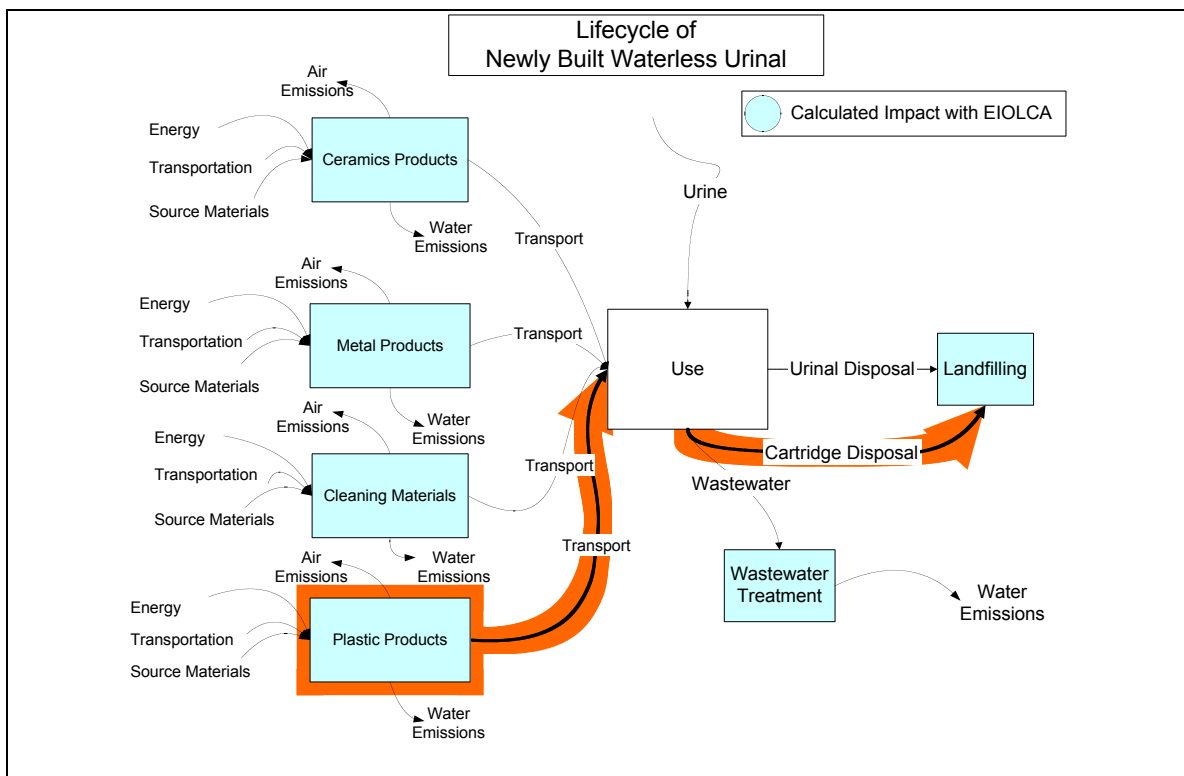 Lifecycle of
Newly Built Waterless Urinal
Calculated Impact with EIOLCA
Air
Emissions
Energy
Transportation
Source Materials
Ceramics Products
Water
Emissions
Transport
Urine
Air
Emissions
Energy
Transportation
Source Materials
Metal Products
Water
Emissions
Transport
Use
Urinal Disposal
Landfilling
Cartridge Disposal
Air
Emissions
Energy
Transportation
Source Materials
Cleaning Materials
Water
Emissions
Transport
Wastewater
Air
Emissions
Energy
Transportation
Source Materials
Plastic Products
Water
Emissions
Transport
Wastewater
Treatment
Water
Emissions